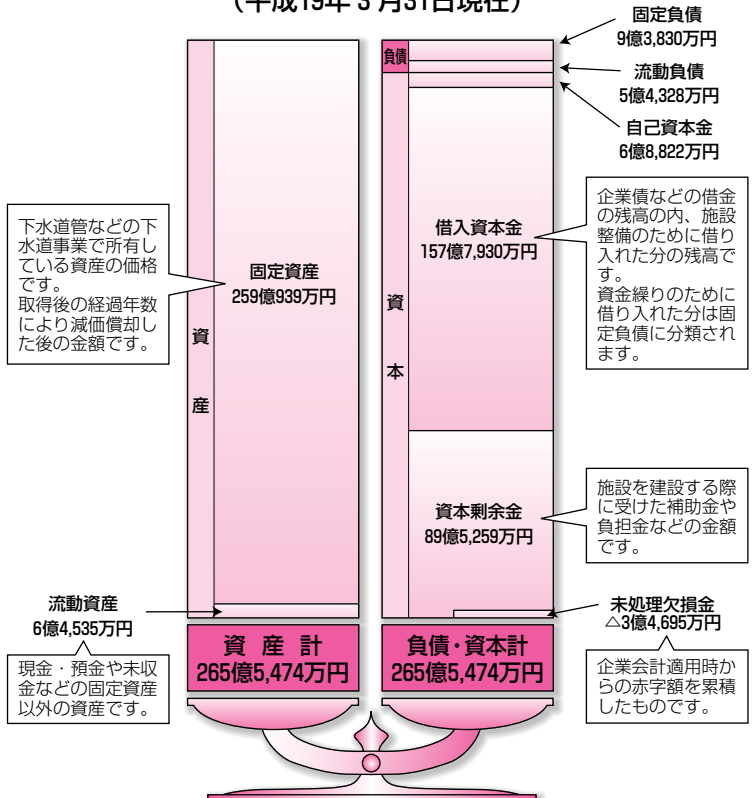 (平成19年3月31日現在)
固定負債
9億3,830万円
流動負債
5億4,328万円
自己資本金
6億8,822万円
負債
資産
固定資産
259億939万円
下水道管などの下
水道事業で所有し
ている資産の価格
です。
取得後の経過年数
により減価償却し
た後の金額です。
資本
借入資本金
157億7,930万円
企業債などの借金
の残高の内、施設
整備のために借り
入れた分の残高で
す。
資金繰りのために
借り入れた分は固
定負債に分類され
ます。
資本剰余金
89億5,259万円
施設を建設する際
に受けた補助金や
負担金などの金額
です。
流動資産
6億4,535万円
現金・預金や未収
金などの固定資産
以外の資産です。
未処理欠損金
△3億4,695万円
企業会計適用時か
らの赤字額を累積
したものです。
資産計
265億5,474万円
負債・資本計
265億5,474万円